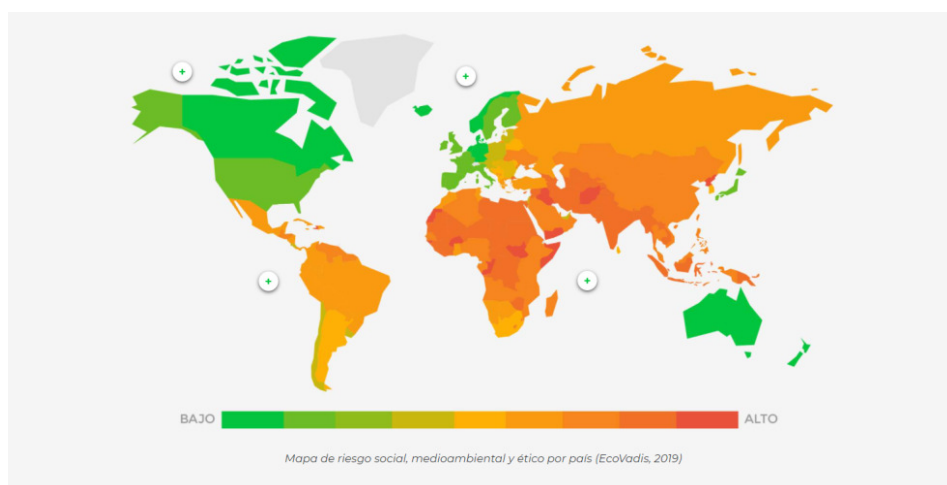 +
+
+
+
BAJO ALTO
Mapa de riesgo social, medioambiental y ético por país (EcoVadis, 2019)